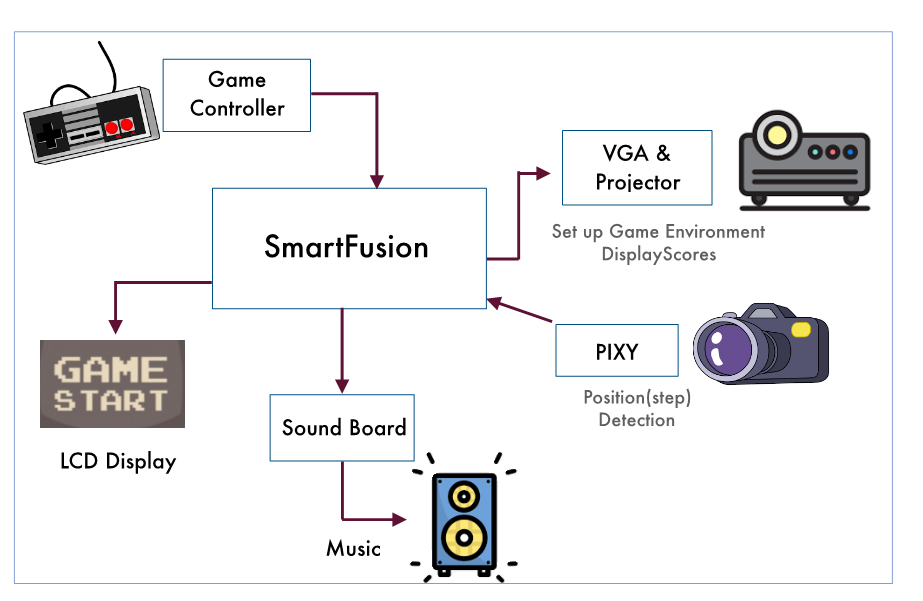 Game
Controller
VGA &
Projector
SmartFusion
Set up Game Environment
DisplayScores
PIXY
GAME
START
Position(step)
Detection
Sound Board
LCD Display
Music